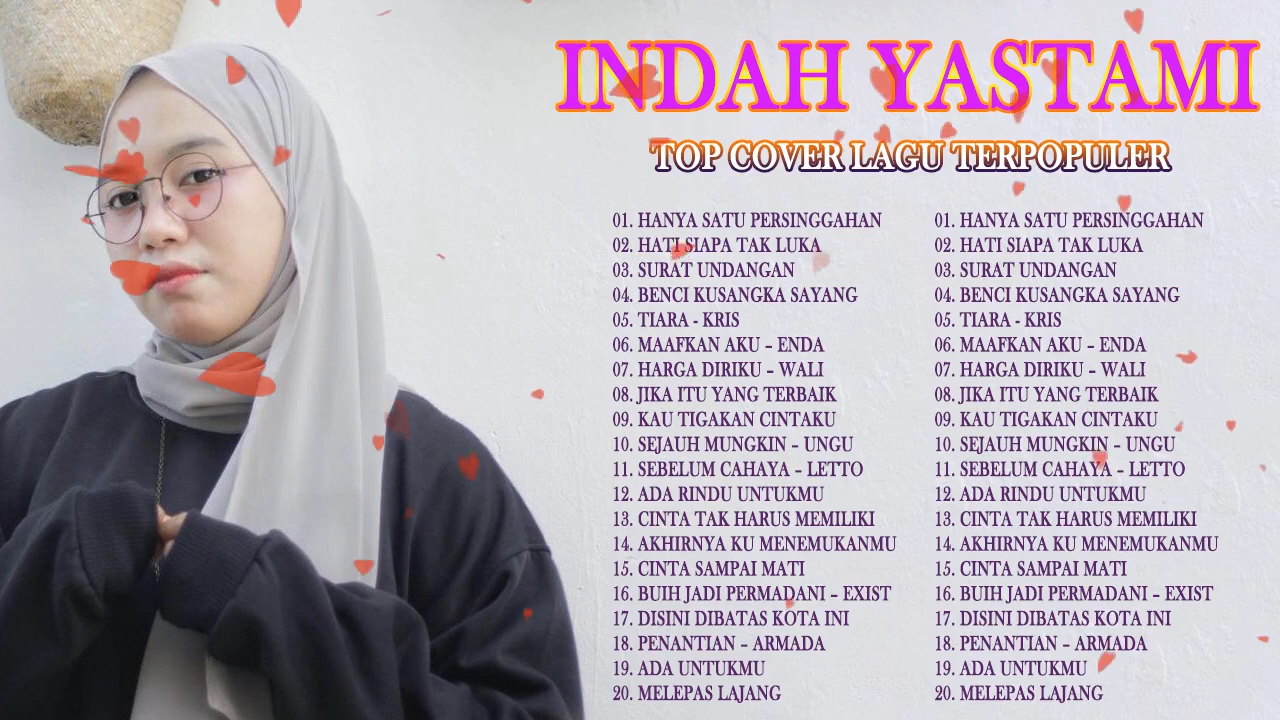 INDAH YASTAMI
TOP COVER LAGU TERPOPULER
01. HANYA SATU PERSINGGAHAN
02. HATI SIAPA TAK LUKA
03. SURAT UNDANGAN
04. BENCI KUSANGKA SAYANG
05. TIARA - KRIS
06. MAAFKAN AKU – ENDA
07. HARGA DIRIKU – WALI
08. JIKA ITU YANG TERBAIK
09. KAU TIGAKAN CINTAKU
10. SEJAUH MUNGKIN – UNGU
11. SEBELUM CAHAYA – LETTO
12. ADA RINDU UNTUKMU
13. CINTA TAK HARUS MEMILIKI
14. AKHIRNYA KU MENEMUKANMU
15. CINTA SAMPAI MATI
16. BUIH JADI PERMADANI – EXIST
17. DISINI DIBATAS KOTA INI
18. PENANTIAN – ARMADA
19. ADA UNTUKMU
20. MELEPAS LAJANG
01. HANYA SATU PERSINGGAHAN
02. HATI SIAPA TAK LUKA
03. SURAT UNDANGAN
04. BENCI KUSANGKA SAYANG
05. TIARA - KRIS
06. MAAFKAN AKU – ENDA
07. HARGA DIRIKU – WALI
08. JIKA ITU YANG TERBAIK
09. KAU TIGAKAN CINTAKU
10. SEJAUH MUNGKIN – UNGU
11. SEBELUM CAHAYA – LETTO
12. ADA RINDU UNTUKMU
13. CINTA TAK HARUS MEMILIKI
14. AKHIRNYA KU MENEMUKANMU
15. CINTA SAMPAI MATI
16. BUIH JADI PERMADANI – EXIST
17. DISINI DIBATAS KOTA INI
18. PENANTIAN – ARMADA
19. ADA UNTUKMU
20. MELEPAS LAJANG